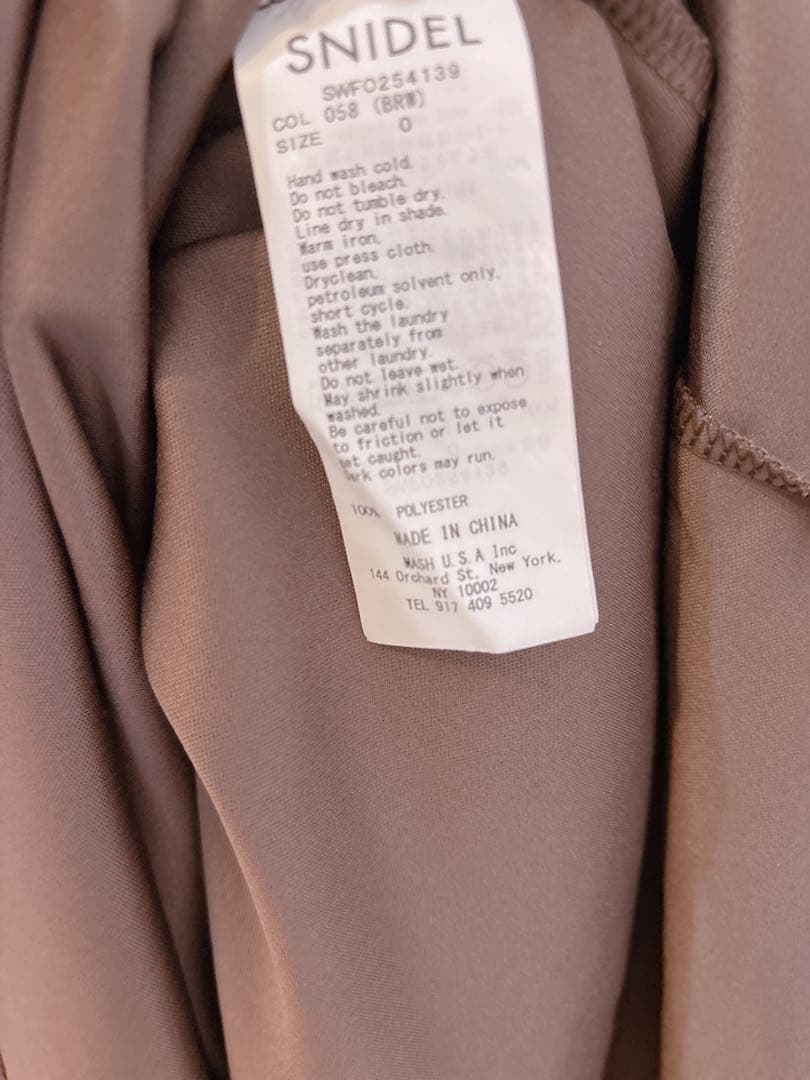 SNIDEL
SWFO254139
COL 058 (BRW)
SIZE 0
Hand wash cold.
Do not bleach.
Do not tumble dry.
Line dry in shade.
Warm iron,
use press cloth.
Dryclean,
petroleum solvent only.
short cycle.
Wash the laundry
separately from
other laundry.
Do not leave wet.
May shrink slightly when
washed.
Be careful not to expose
to friction or let it
get caught.
Dark colors may run.
100% POLYESTER
MADE IN CHINA
MASH U.S.A Inc
144 Orchard St. New York.
NY 10002
TEL 917 409 5520